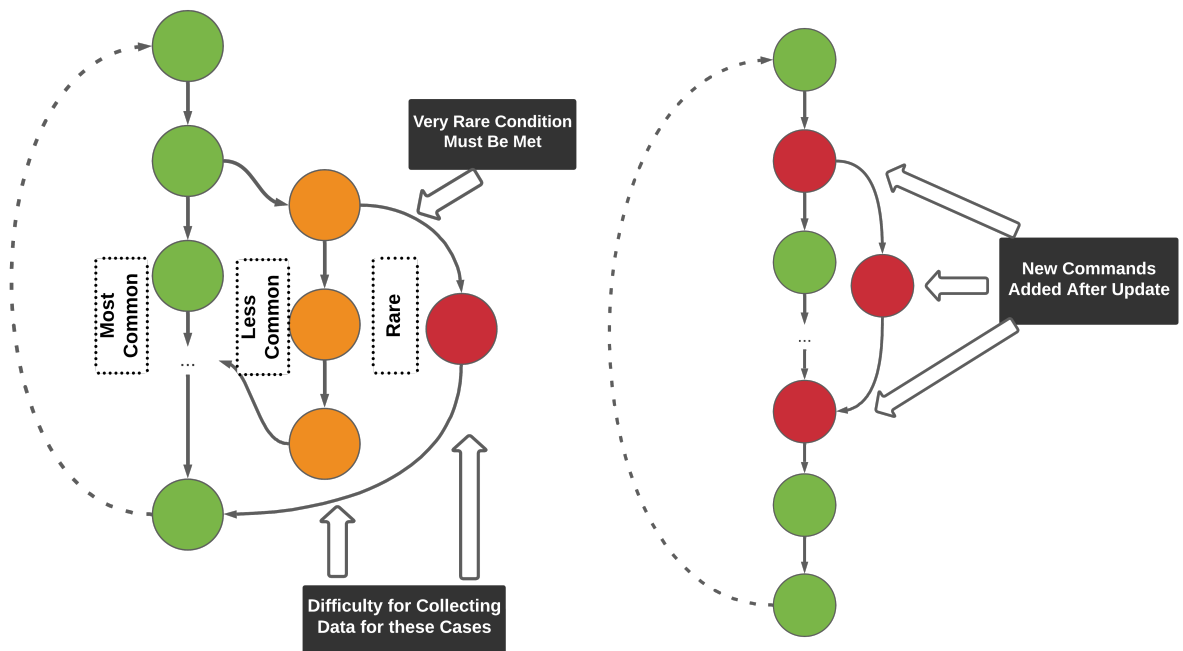 Very Rare Condition
Must Be Met
Most
Common
Less
Common
Rare
...
Difficulty for Collecting
Data for these Cases
New Commands
Added After Update
...